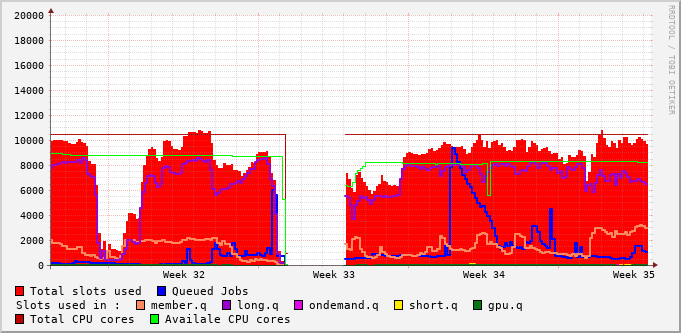 20000
18000
16000
14000
12000
10000
8000
6000
4000
2000
0
Week 32 Week 33 Week 34 Week 35
RRDTOOL / TOBI OETIKER
Total slots used Queued Jobs
Slots used in : member.q long.q ondemand.q short.q gpu.q
Total CPU cores Availale CPU cores